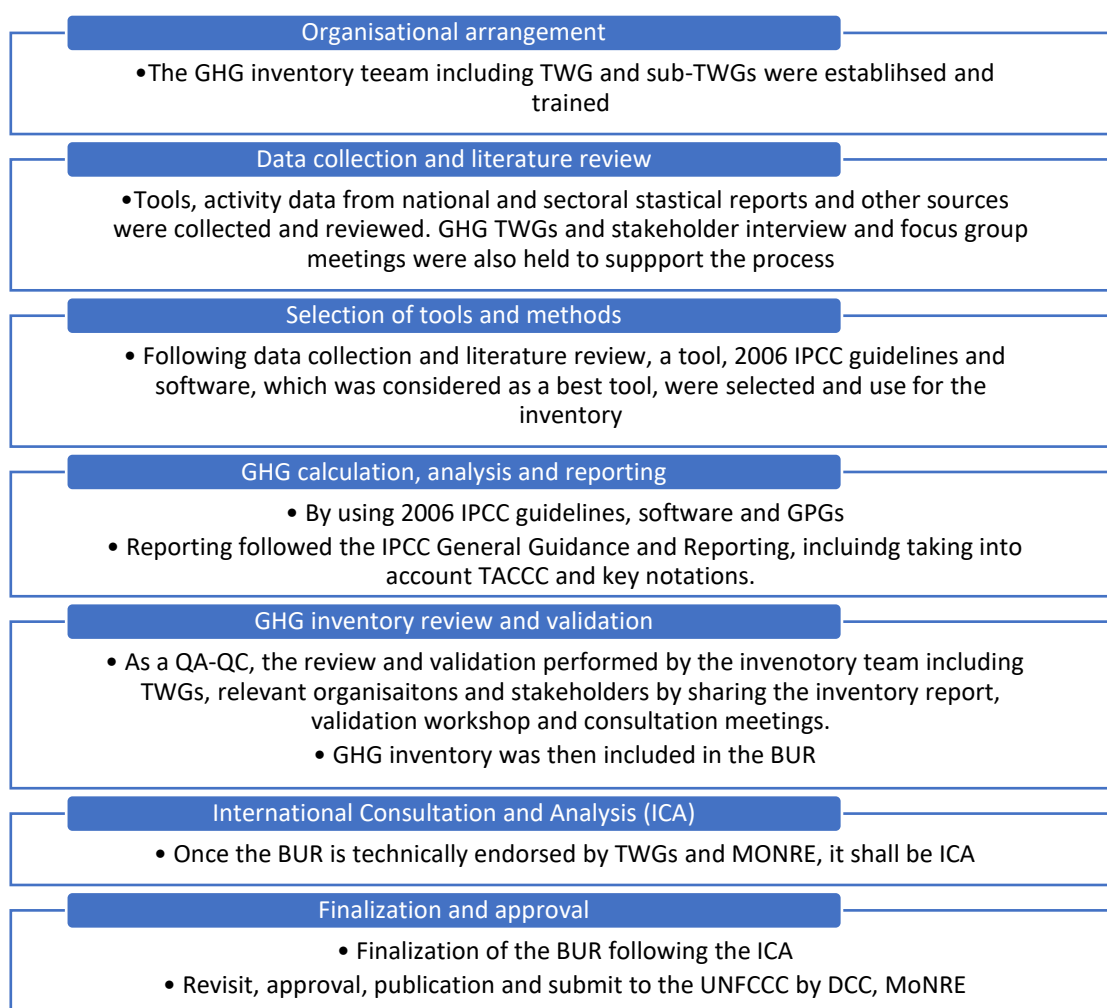 Organisational arrangement
•The GHG inventory teeam including TWG and sub-TWGs were establihsed and
trained
Data collection and literature review
•Tools, activity data from national and sectoral stastical reports and other sources
were collected and reviewed. GHG TWGs and stakeholder interview and focus group
meetings were also held to suppport the process
Selection of tools and methods
• Following data collection and literature review, a tool, 2006 IPCC guidelines and
software, which was considered as a best tool, were selected and use for the
inventory
GHG calculation, analysis and reporting
• By using 2006 IPCC guidelines, software and GPGs
• Reporting followed the IPCC General Guidance and Reporting, incluindg taking into
account TACCC and key notations.
GHG inventory review and validation
• As a QA-QC, the review and validation performed by the invenotory team including
TWGs, relevant organisaitons and stakeholders by sharing the inventory report,
validation workshop and consultation meetings.
• GHG inventory was then included in the BUR
International Consultation and Analysis (ICA)
• Once the BUR is technically endorsed by TWGs and MONRE, it shall be ICA
Finalization and approval
• Finalization of the BUR following the ICA
• Revisit, approval, publication and submit to the UNFCCC by DCC, MoNRE